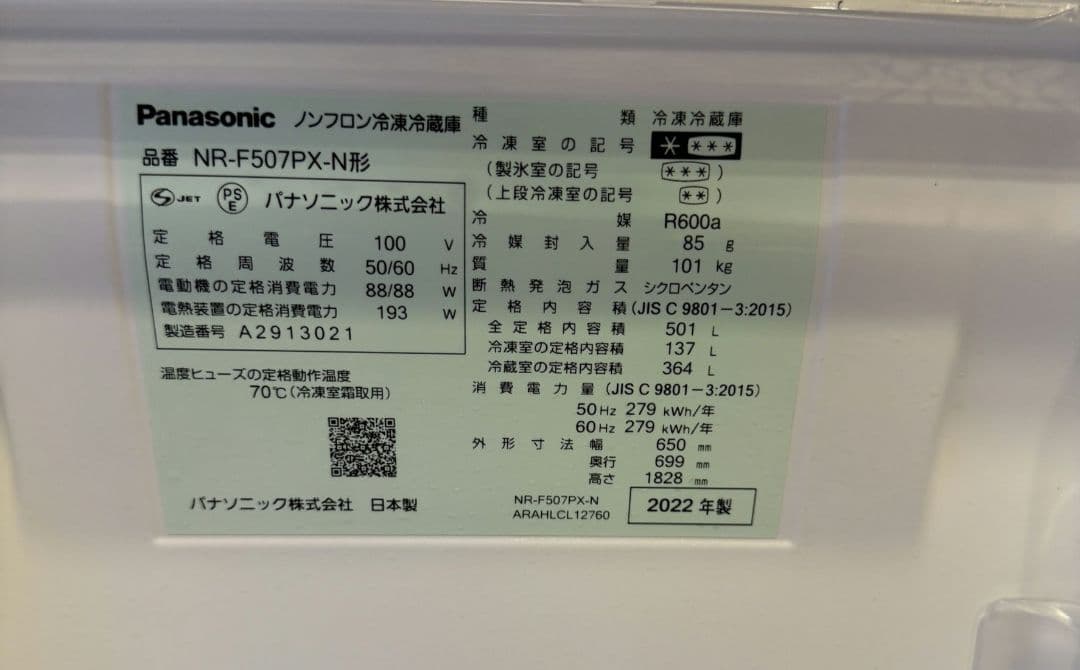 Panasonic ノンフロン冷凍冷蔵庫
品番 NR-F507PX-N形
JET PSE パナソニック株式会社
定格電圧 100 V
定格周波数 50/60 Hz
電動機の定格消費電力 88/88 W
電熱装置の定格消費電力 193 W
製造番号 A2913021
温度ヒューズの定格動作温度
70℃(冷凍室霜取用)
パナソニック株式会社 日本製
種類 冷凍冷蔵庫
冷凍室の記号 * ***
(製氷室の記号 ***)
(上段冷凍室の記号 **)
冷媒 R600a
冷媒封入量 85 g
質量 101 kg
断熱発泡ガス シクロペンタン
定格内容積(JIS C 9801-3:2015)
全定格内容積 501 L
冷凍室の定格内容積 137 L
冷蔵室の定格内容積 364 L
消費電力量(JIS C 9801-3:2015)
50Hz 279 kWh/年
60Hz 279 kWh/年
外形寸法 幅 650 mm
奥行 699 mm
高さ 1828 mm
NR-F507PX-N
ARAHLCL12760
2022年製